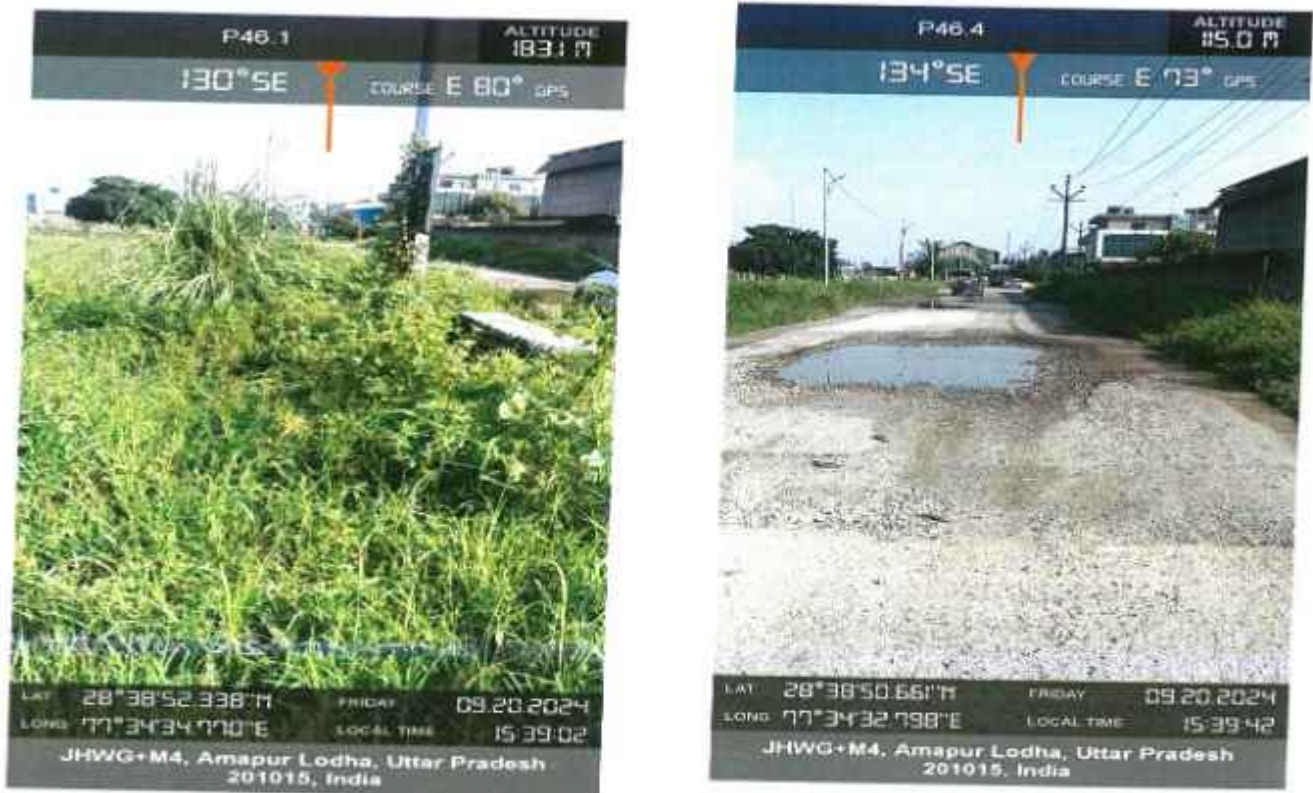 P46.1
ALTITUDE
183.1 M
130°SE
COURSE E 80° GPS
LAT 28°38'52.338"N FRIDAY 09.20.2024
LONG 77°34'34.770"E LOCAL TIME 15:39:02
JHWG+M4, Amapur Lodha, Uttar Pradesh
201015, India
P46.4
ALTITUDE
115.0 M
134°SE
COURSE E 73° GPS
LAT 28°38'50.661"N FRIDAY 09.20.2024
LONG 77°34'32.798"E LOCAL TIME 15:39:42
JHWG+M4, Amapur Lodha, Uttar Pradesh
201015, India